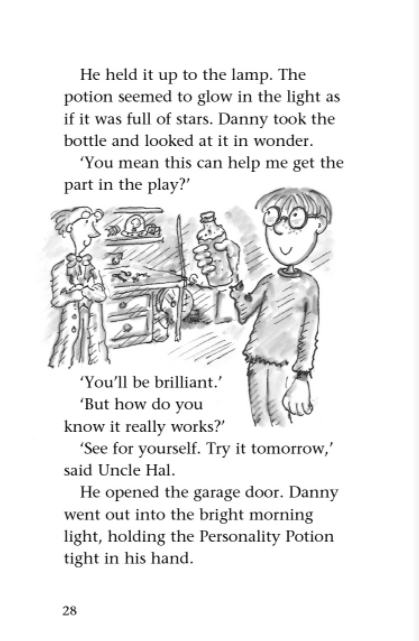 He held it up to the lamp. The
potion seemed to glow in the light as
if it was full of stars. Danny took the
bottle and looked at it in wonder.
‘You mean this can help me get the
part in the play?’
‘You’ll be brilliant.’
‘But how do you
know it really works?’
‘See for yourself. Try it tomorrow,’
said Uncle Hal.
He opened the garage door. Danny
went out into the bright morning
light, holding the Personality Potion
tight in his hand.
28